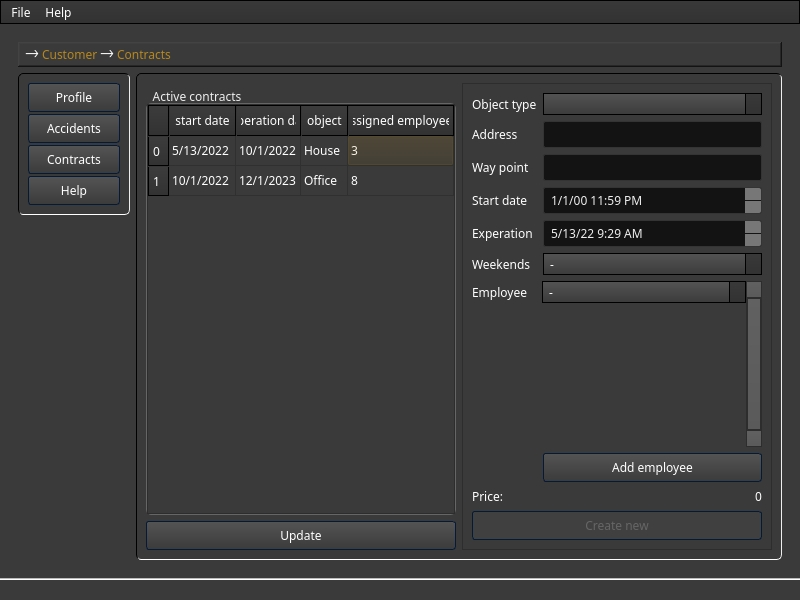 File Help
→ Customer → Contracts
Profile
Accidents
Contracts
Help
Active contracts
start date peration d object ssigned employee
0 5/13/2022 10/1/2022 House 3
1 10/1/2022 12/1/2023 Office 8
Update
Object type
Address
Way point
Start date 1/1/00 11:59 PM
Experation 5/13/22 9:29 AM
Weekends -
Employee -
Add employee
Price: 0
Create new